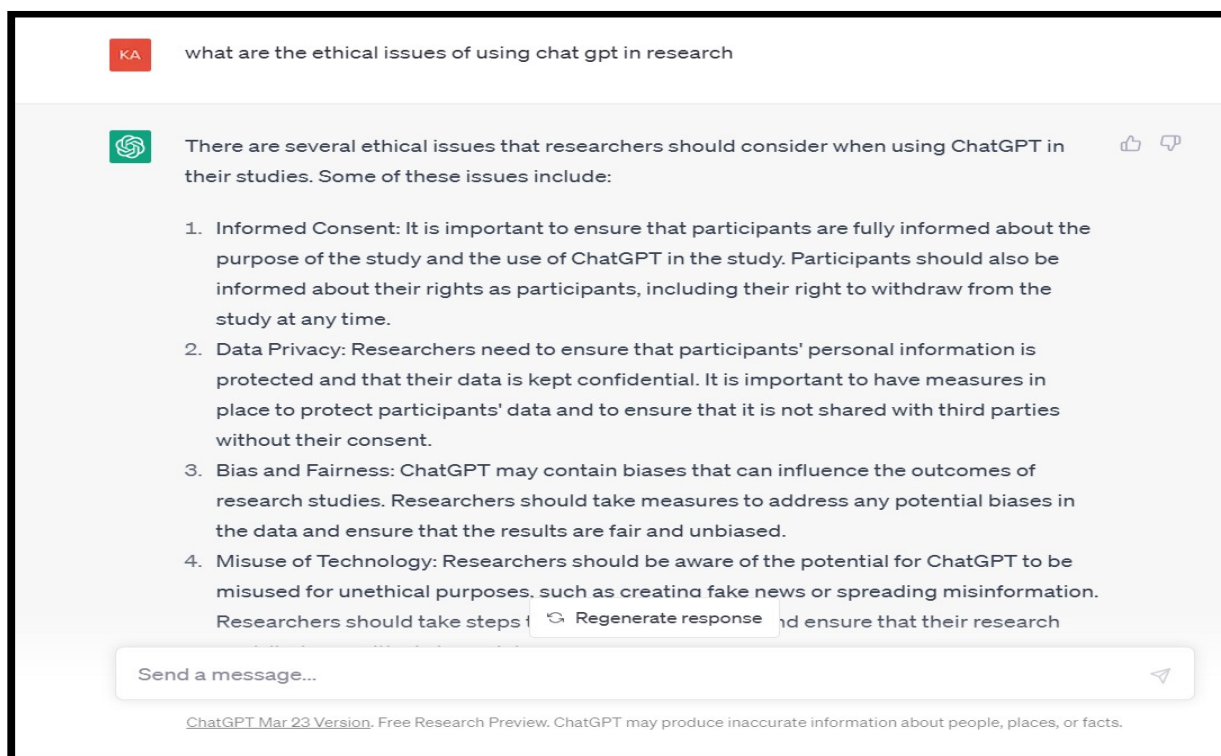 KA
what are the ethical issues of using chat gpt in research
There are several ethical issues that researchers should consider when using ChatGPT in
their studies. Some of these issues include:
1. Informed Consent: It is important to ensure that participants are fully informed about the
purpose of the study and the use of ChatGPT in the study. Participants should also be
informed about their rights as participants, including their right to withdraw from the
study at any time.
2. Data Privacy: Researchers need to ensure that participants' personal information is
protected and that their data is kept confidential. It is important to have measures in
place to protect participants' data and to ensure that it is not shared with third parties
without their consent.
3. Bias and Fairness: ChatGPT may contain biases that can influence the outcomes of
research studies. Researchers should take measures to address any potential biases in
the data and ensure that the results are fair and unbiased.
4. Misuse of Technology: Researchers should be aware of the potential for ChatGPT to be
misused for unethical purposes, such as creating fake news or spreading misinformation.
Researchers should take steps
Regenerate response
ensure that their research
Send a message...
ChatGPT Mar 23 Version. Free Research Preview. ChatGPT may produce inaccurate information about people, places, or facts.